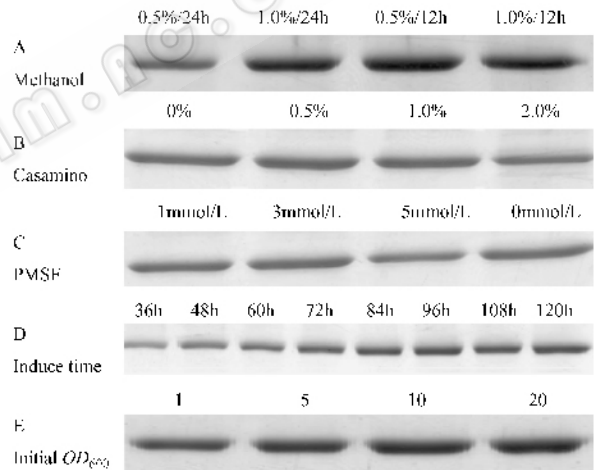 0.5%/24h 1.0%/24h 0.5%/12h 1.0%/12h
A
Methanol
0% 0.5% 1.0% 2.0%
B
Casamino
1mmol/L 3mmol/L 5mmol/L 0mmol/L
C
PMSF
36h 48h 60h 72h 84h 96h 108h 120h
D
Induce time
1 5 10 20
E
Initial OD600